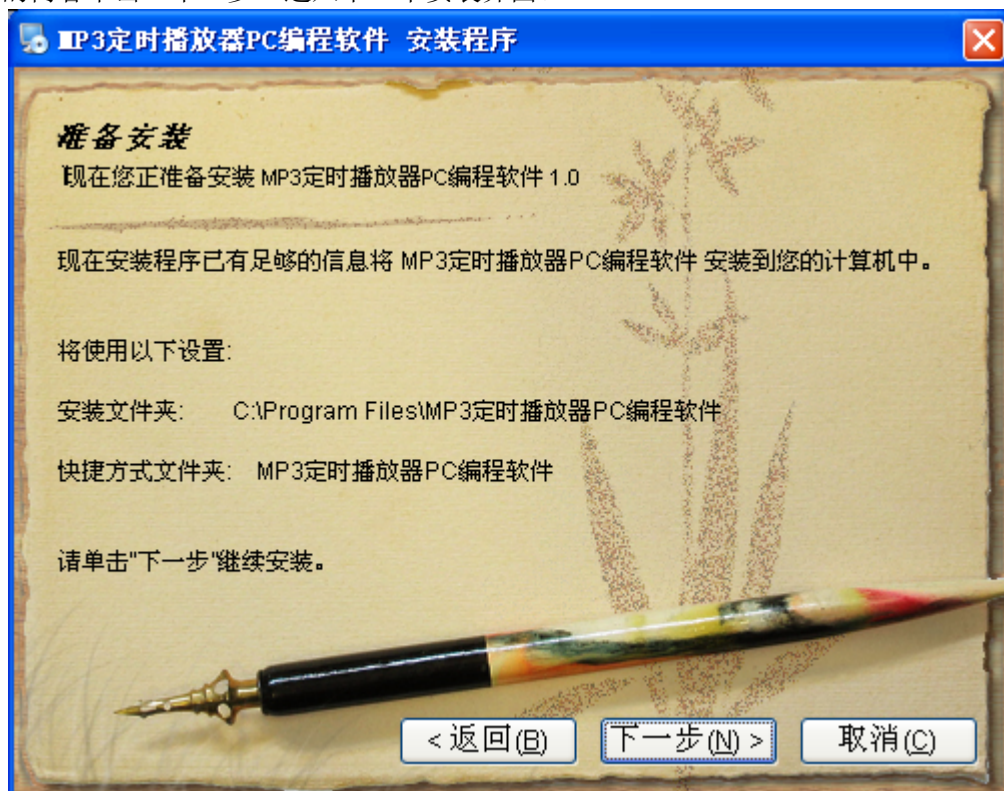 MP3定时播放器PC编程软件 安装程序
准备安装
现在您正准备安装 MP3定时播放器PC编程软件 1.0
现在安装程序已有足够的信息将 MP3定时播放器PC编程软件 安装到您的计算机中。
将使用以下设置:
安装文件夹: C:\Program Files\MP3定时播放器PC编程软件
快捷方式文件夹: MP3定时播放器PC编程软件
请单击"下一步"继续安装。
<返回(B) 下一步(N)> 取消(C)